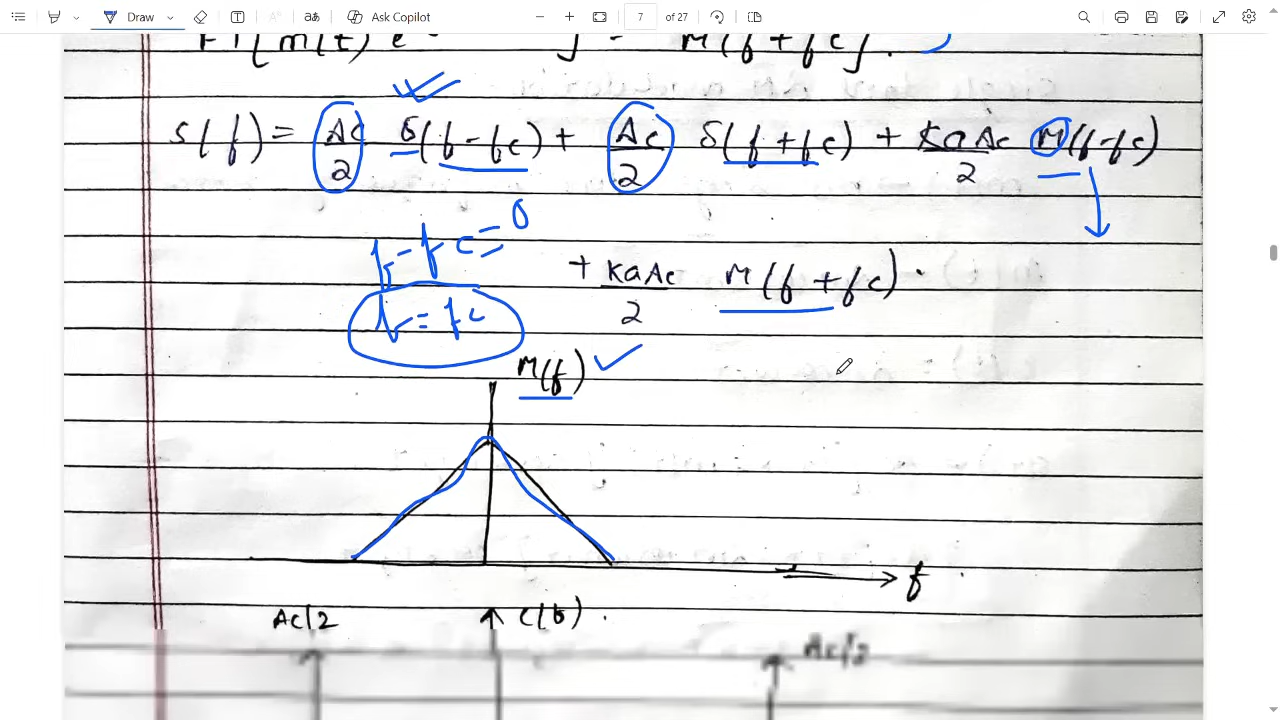 Draw
Ask Copilot
7 of 27
FT[m(t) e ] = M(f + fc].
s(f) = Ac/2 δ(f - fc) + Ac/2 δ(f + fc) + KaAc/2 M(f - fc)
f - fc = 0
+ KaAc/2 M(f + fc).
f = fc
M(f)
f
Ac/2 C(f).
Ac/2